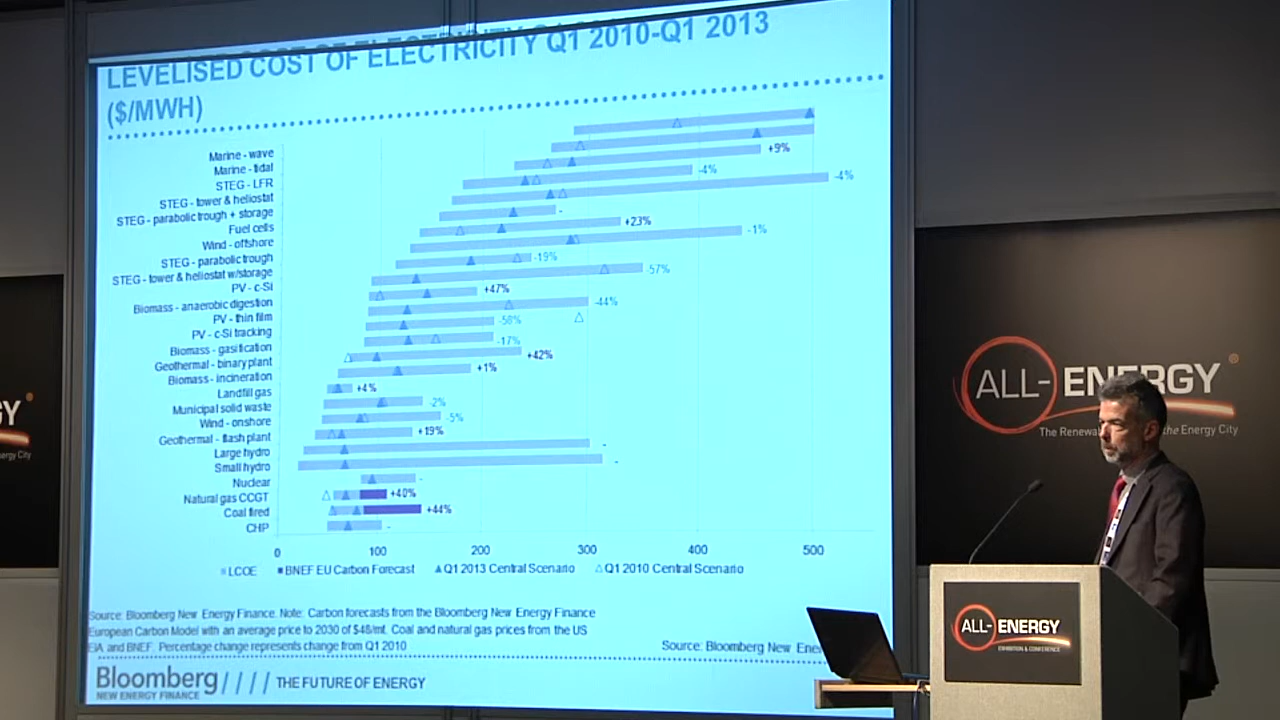 LEVELISED COST OF ELECTRICITY Q1 2010-Q1 2013
($/MWH)
Marine - wave
Marine - tidal
+9%
STEG - LFR
-4%
STEG - tower & heliostat
-4%
STEG - parabolic trough + storage
-
Fuel cells
+23%
Wind - offshore
-1%
STEG - parabolic trough
-19%
STEG - tower & heliostat w/storage
-57%
PV - c-Si
+47%
Biomass - anaerobic digestion
-44%
PV - thin film
-58%
PV - c-Si tracking
-17%
Biomass - gasification
+42%
Geothermal - binary plant
+1%
Biomass - incineration
+4%
Landfill gas
-2%
Municipal solid waste
-5%
Wind - onshore
+19%
Geothermal - flash plant
-
Large hydro
-
Small hydro
-
Nuclear
Natural gas CCGT
+40%
Coal fired
+44%
CHP
-
0 100 200 300 400 500
LCOE BNEF EU Carbon Forecast Q1 2013 Central Scenario Q1 2010 Central Scenario
Source: Bloomberg New Energy Finance. Note: Carbon forecasts from the Bloomberg New Energy Finance
European Carbon Model with an average price to 2030 of $48/mt. Coal and natural gas prices from the US
EIA and BNEF. Percentage change represents change from Q1 2010
Source: Bloomberg New
Bloomberg //// THE FUTURE OF ENERGY
NEW ENERGY FINANCE
GY
ergy City
ALL-ENERGY®
The Renewa the Energy City
ALL-ENERGY
EXHIBITION & CONFERENCE